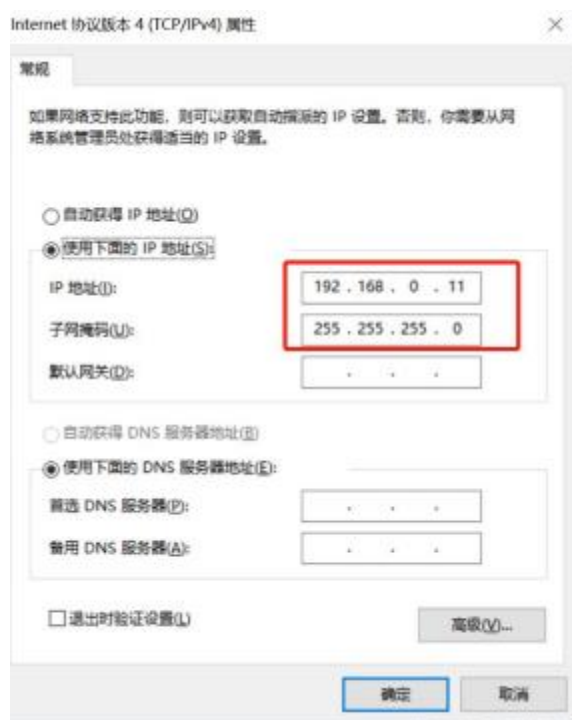 Internet 协议版本 4 (TCP/IPv4) 属性
常规
如果网络支持此功能，则可以获取自动指派的 IP 设置。否则，你需要从网
络系统管理员处获得适当的 IP 设置。
自动获得 IP 地址(O)
使用下面的 IP 地址(S):
IP 地址(I):
192 . 168 . 0 . 11
子网掩码(U):
255 . 255 . 255 . 0
默认网关(D):
. . .
自动获得 DNS 服务器地址(B)
使用下面的 DNS 服务器地址(E):
首选 DNS 服务器(P):
. . .
备用 DNS 服务器(A):
. . .
退出时验证设置(L)
高级(V)...
确定
取消